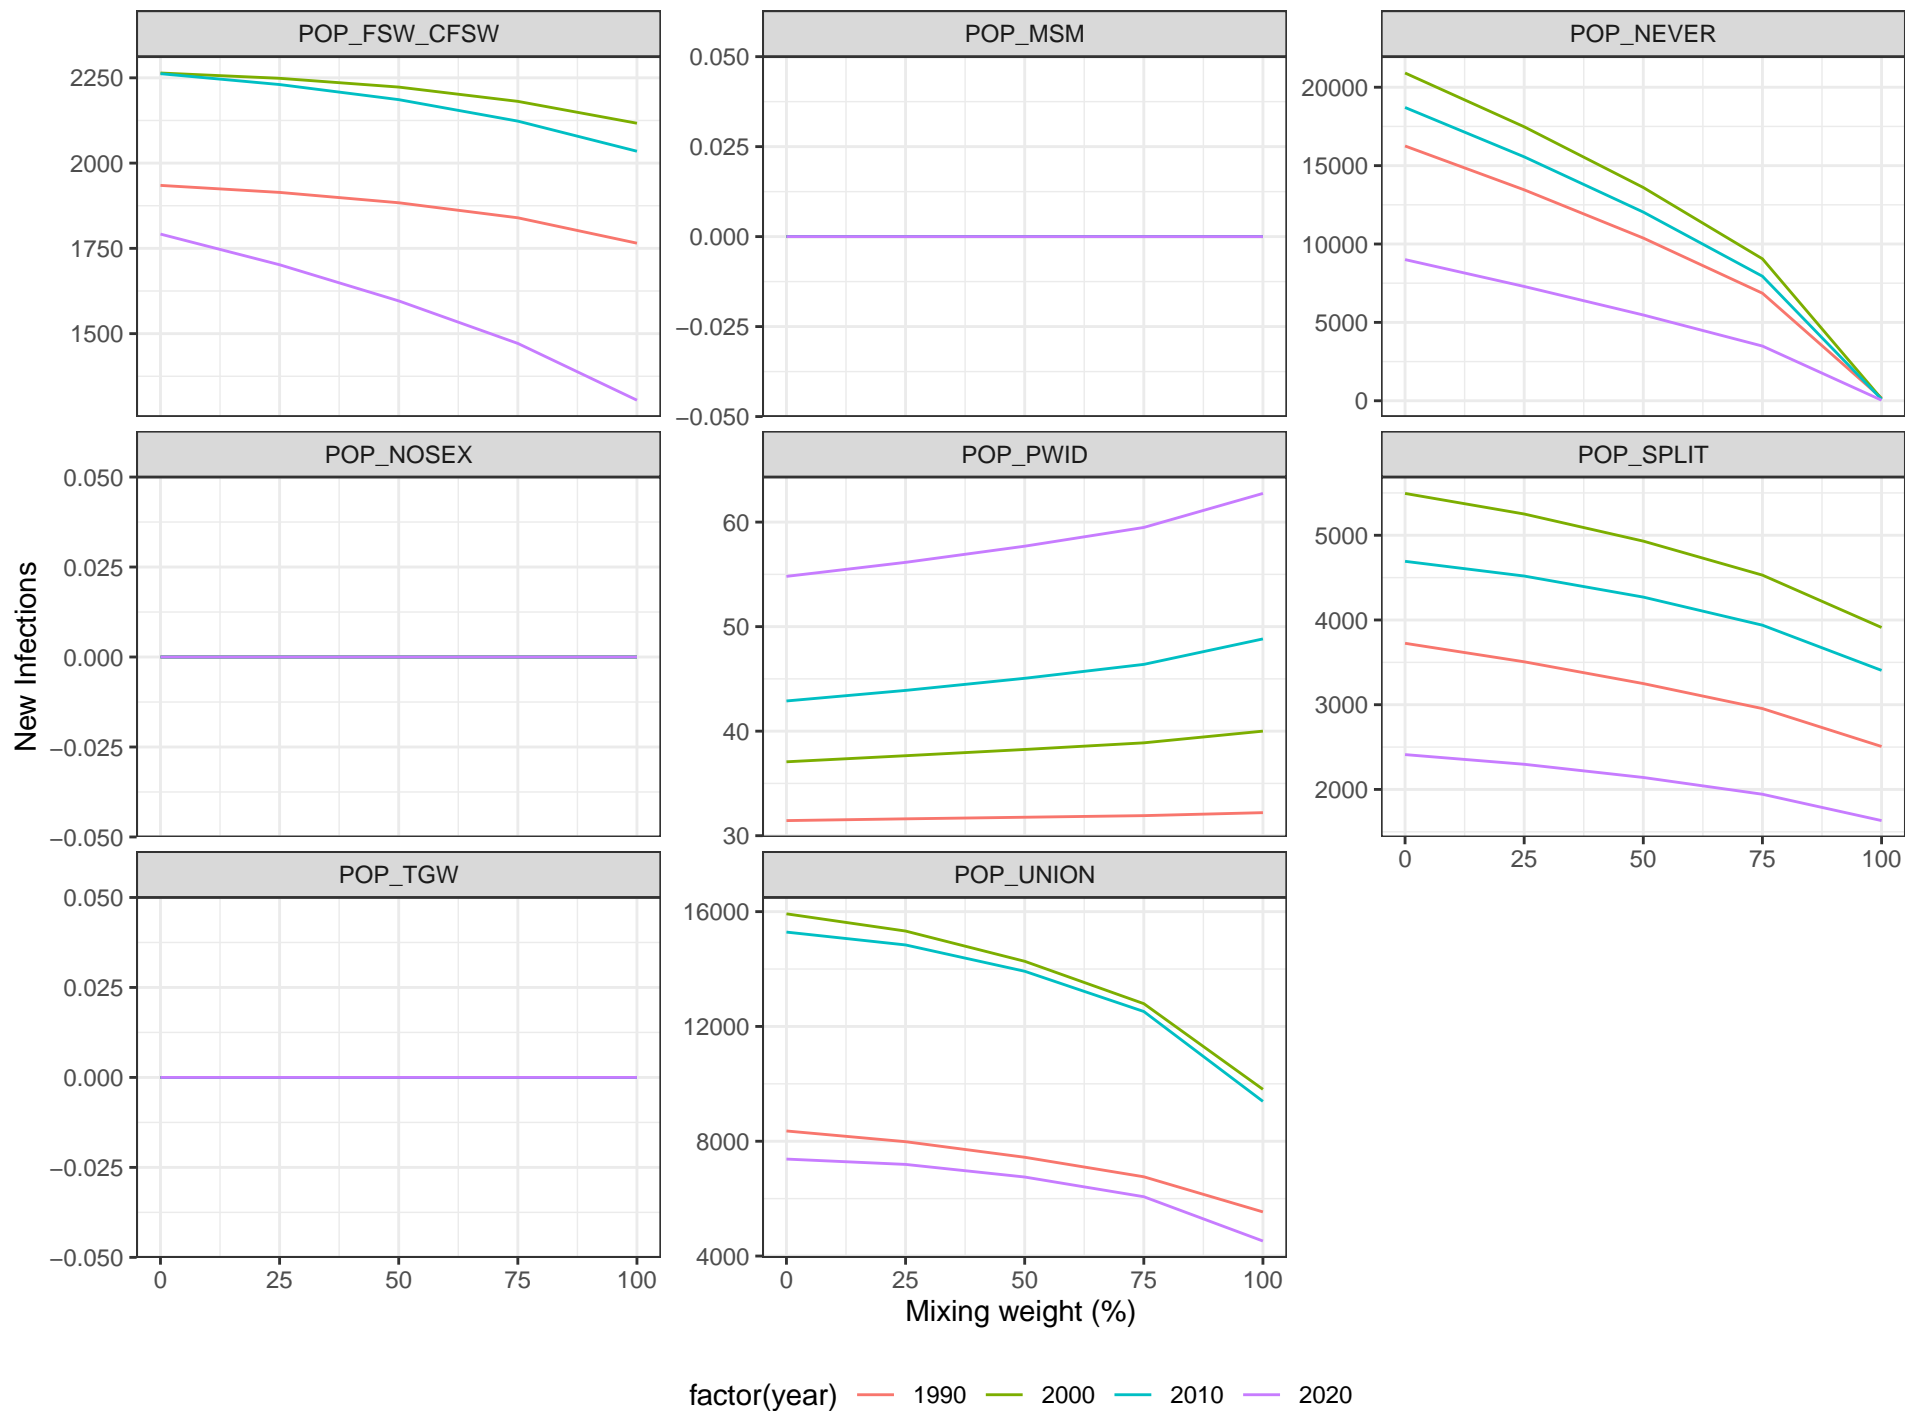 POP_FSW_CFSW
POP_MSM
POP_NEVER
2250
2000
1750
1500
0.050
0.025
0.000
−0.025
−0.050
20000
15000
10000
5000
0
POP_NOSEX
POP_PWID
POP_SPLIT
0.050
0.025
0.000
−0.025
−0.050
60
50
40
30
5000
4000
3000
2000
0 25 50 75 100
POP_TGW
POP_UNION
0.050
0.025
0.000
−0.025
−0.050
16000
12000
8000
4000
0 25 50 75 100
0 25 50 75 100
New Infections
Mixing weight (%)
factor(year) 1990 2000 2010 2020